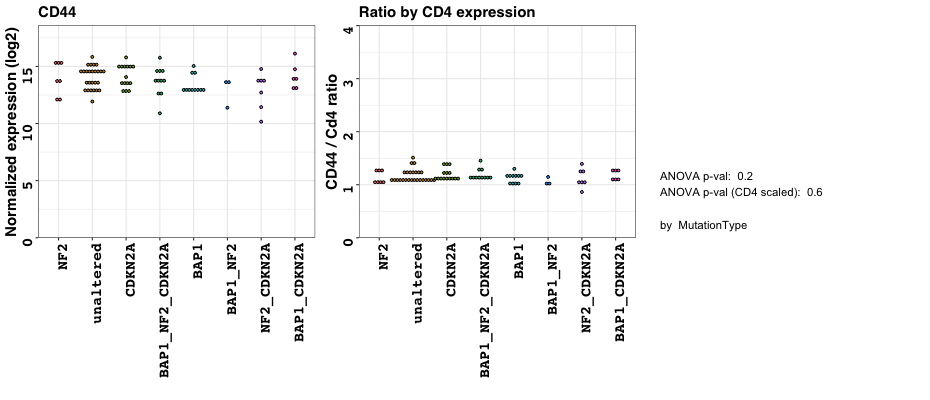 CD44
Normalized expression (log2)
0
5
10
15
NF2
unaltered
CDKN2A
BAP1_NF2_CDKN2A
BAP1
BAP1_NF2
NF2_CDKN2A
BAP1_CDKN2A
Ratio by CD4 expression
CD44 / Cd4 ratio
0
1
2
3
4
NF2
unaltered
CDKN2A
BAP1_NF2_CDKN2A
BAP1
BAP1_NF2
NF2_CDKN2A
BAP1_CDKN2A
ANOVA p-val: 0.2
ANOVA p-val (CD4 scaled): 0.6
by MutationType